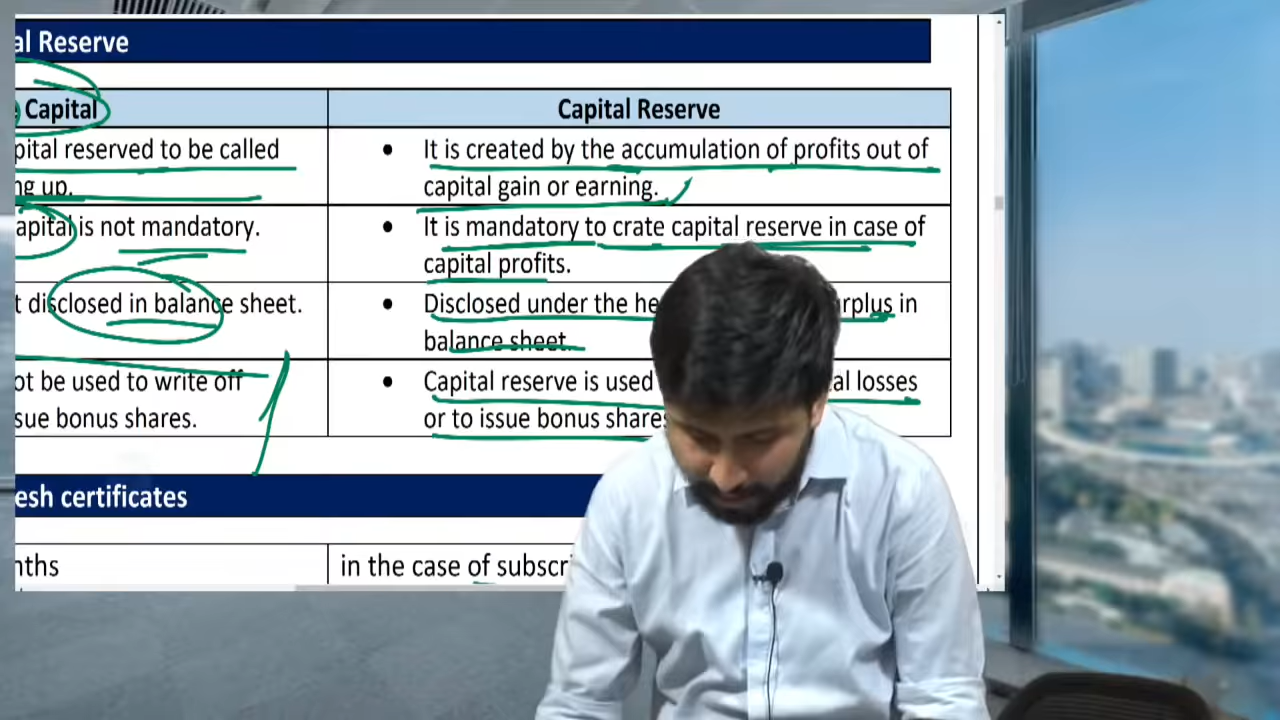 al Reserve
Capital
Capital Reserve
pital reserved to be called
ng up.
• It is created by the accumulation of profits out of
capital gain or earning.
apital is not mandatory.
• It is mandatory to crate capital reserve in case of
capital profits.
t disclosed in balance sheet.
• Disclosed under the he rplus in
balance sheet.
ot be used to write off
sue bonus shares.
• Capital reserve is used al losses
or to issue bonus shares
esh certificates
nths
in the case of subscri